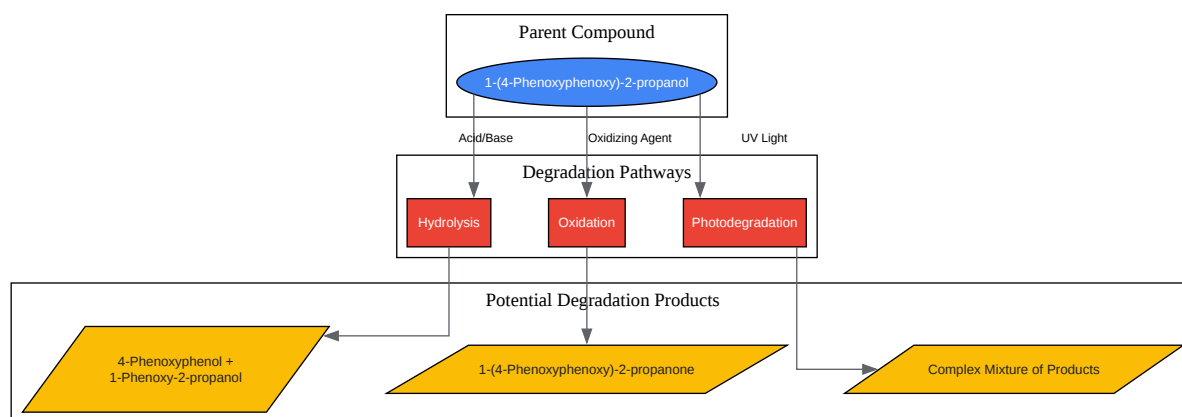 Parent Compound
1-(4-Phenoxyphenoxy)-2-propanol
Acid/Base
Oxidizing Agent
UV Light
Degradation Pathways
Hydrolysis
Oxidation
Photodegradation
Potential Degradation Products
4-Phenoxyphenol +
1-Phenoxy-2-propanol
1-(4-Phenoxyphenoxy)-2-propanone
Complex Mixture of Products